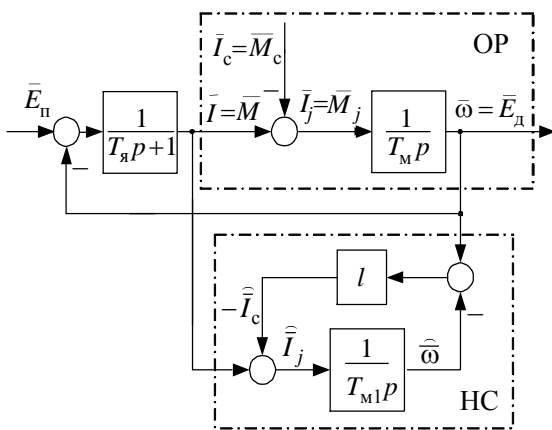 ОР
Ī_с = M̄_с
Ē_п
−
Ī = M̄
Ī_j = M̄_j
ω̄ = Ē_д
1
T_я p + 1
1
T_м p
−
l
−Ī̂_с
−
Ī̂_j
1
T_м1 p
ω̄̂
НС